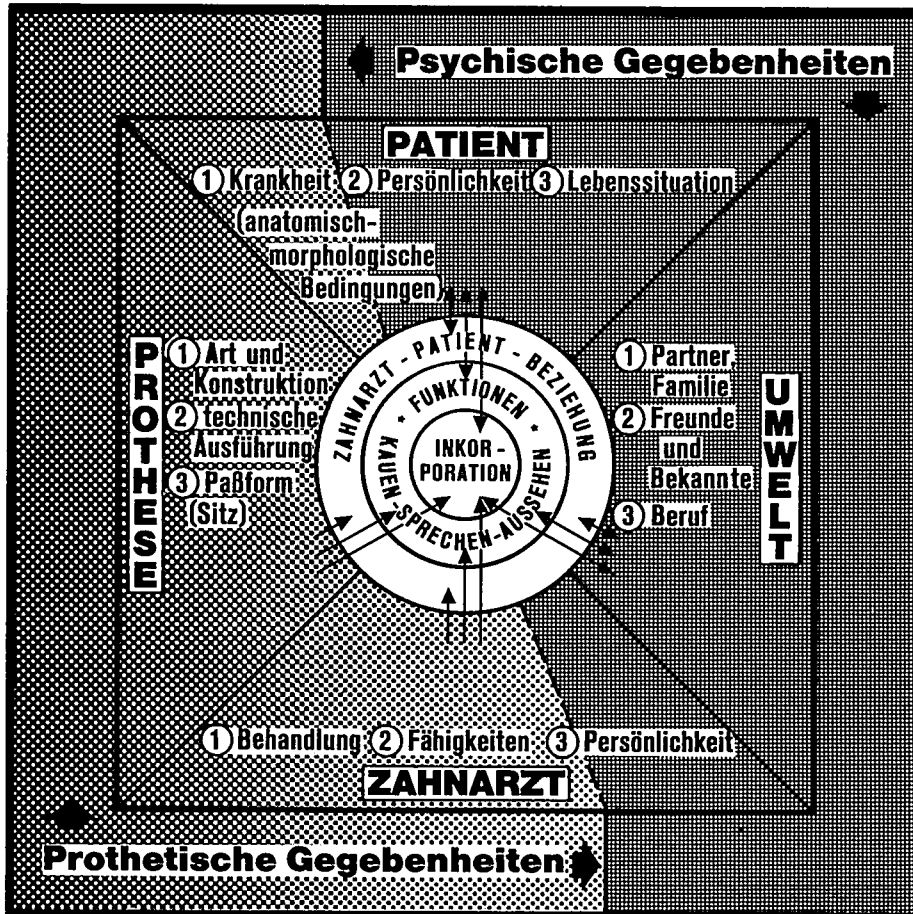 Psychische Gegebenheiten
PATIENT
1 Krankheit 2 Persönlichkeit 3 Lebenssituation
(anatomisch-
morphologische
Bedingungen)
PROTHESE
1 Art und
Konstruktion
2 technische
Ausführung
3 Paßform
(Sitz)
ZAHNARZT - PATIENT - BEZIEHUNG
* FUNKTIONEN *
KAUEN-SPRECHEN-AUSSEHEN
INKOR-
PORATION
1 Partner,
Familie
2 Freunde
und
Bekannte
3 Beruf
UMWELT
1 Behandlung 2 Fähigkeiten 3 Persönlichkeit
ZAHNARZT
Prothetische Gegebenheiten